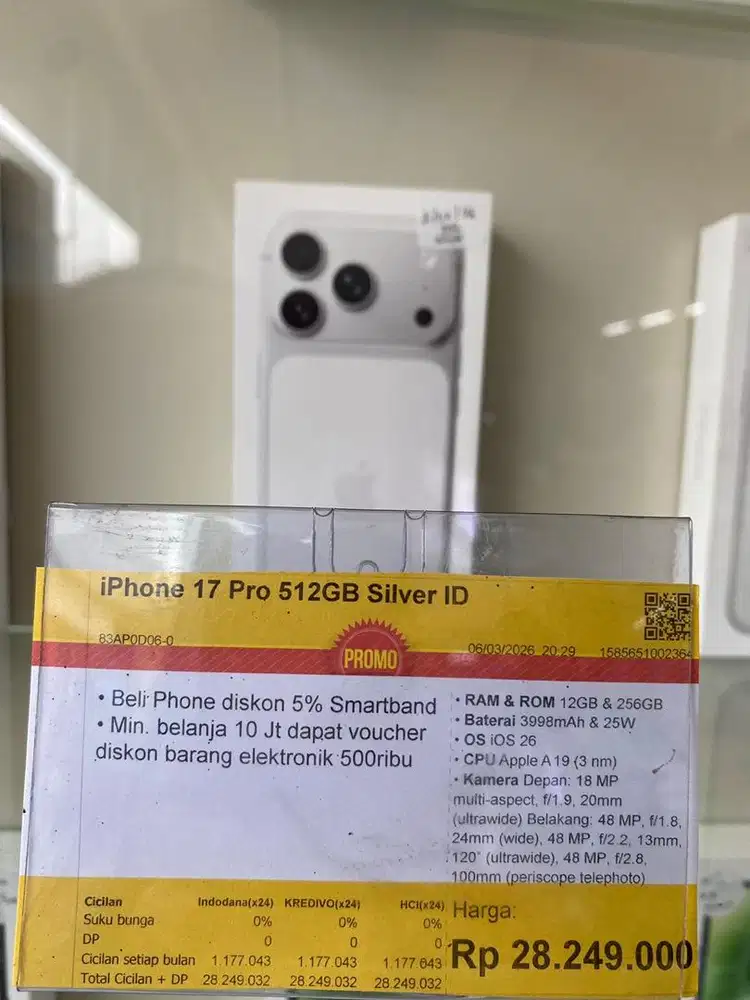 iPhone 17 Pro 512GB Silver ID
83AP0D06-0
PROMO
06/03/2026 20:29
1585651002364
• Beli Phone diskon 5% Smartband
• Min. belanja 10 Jt dapat voucher
diskon barang elektronik 500ribu
• RAM & ROM 12GB & 256GB
• Baterai 3998mAh & 25W
• OS iOS 26
• CPU Apple A19 (3 nm)
• Kamera Depan: 18 MP
multi-aspect, f/1.9, 20mm
(ultrawide) Belakang: 48 MP, f/1.8,
24mm (wide), 48 MP, f/2.2, 13mm,
120° (ultrawide), 48 MP, f/2.8,
100mm (periscope telephoto)
Cicilan Indodana(x24) KREDIVO(x24) HCI(x24)
Suku bunga 0% 0% 0%
DP 0 0 0
Cicilan setiap bulan 1.177.043 1.177.043 1.177.043
Total Cicilan + DP 28.249.032 28.249.032 28.249.032
Harga:
Rp 28.249.000